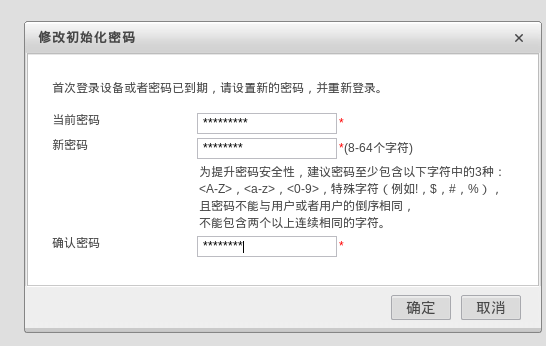 修改初始化密码
首次登录设备或者密码已到期，请设置新的密码，并重新登录。
当前密码 ********* *
新密码 ******** *(8-64个字符)
为提升密码安全性，建议密码至少包含以下字符中的3种：
<A-Z>，<a-z>，<0-9>，特殊字符（例如!，$，#，%），
且密码不能与用户或者用户的倒序相同，
不能包含两个以上连续相同的字符。
确认密码 ******** *
确定 取消